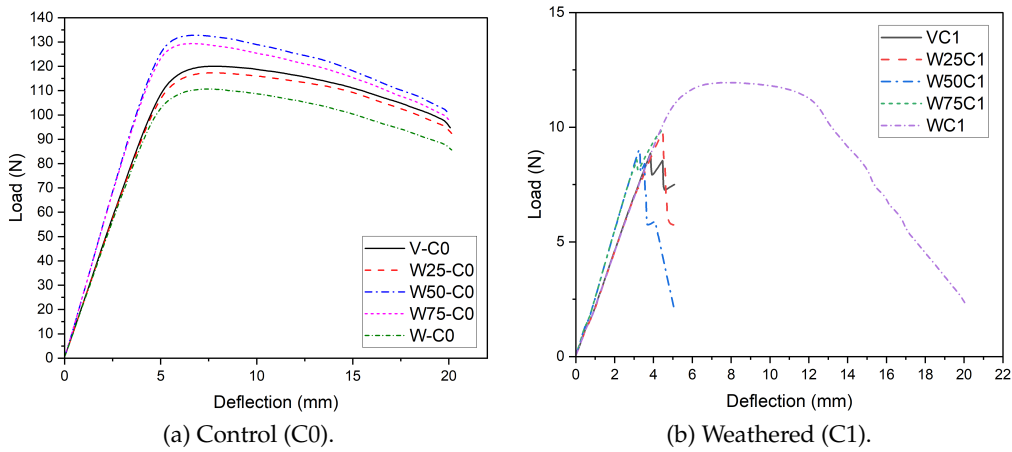 140
130
120
110
100
90
80
70
60
50
40
30
20
10
0
Load (N)
V-C0
W25-C0
W50-C0
W75-C0
W-C0
0 5 10 15 20
Deflection (mm)
(a) Control (C0).
15
10
5
0
Load (N)
VC1
W25C1
W50C1
W75C1
WC1
0 2 4 6 8 10 12 14 16 18 20 22
Deflection (mm)
(b) Weathered (C1).